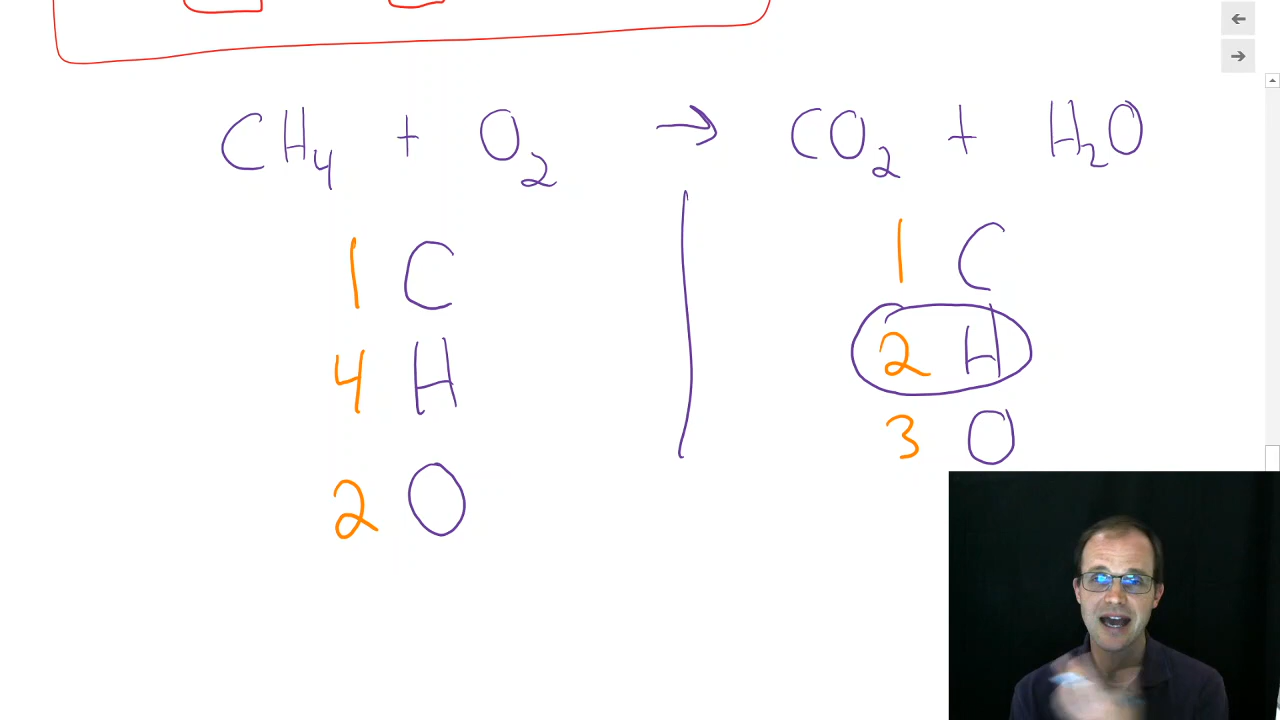 CH₄ + O₂ → CO₂ + H₂O
1 C 1 C
4 H 2 H
2 O 3 O